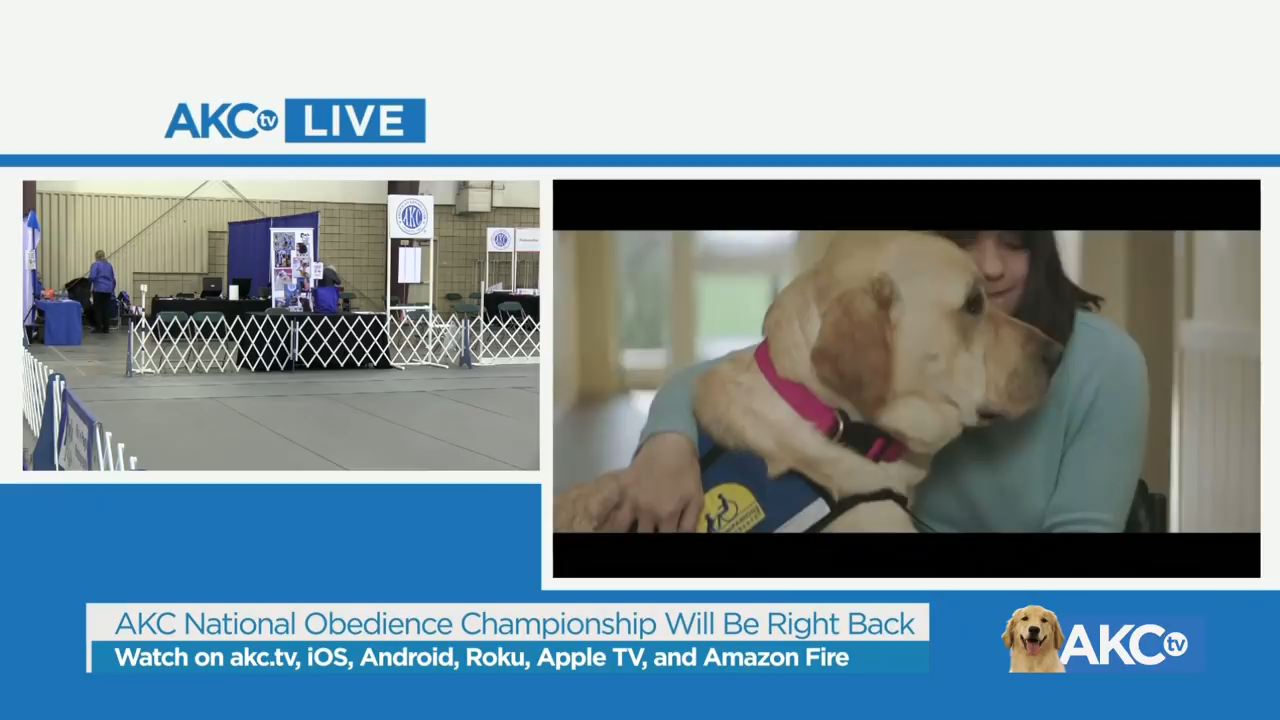 AKCtv LIVE
AKC
AKC National Obedience Championship Will Be Right Back
Watch on akc.tv, iOS, Android, Roku, Apple TV, and Amazon Fire
AKCtv